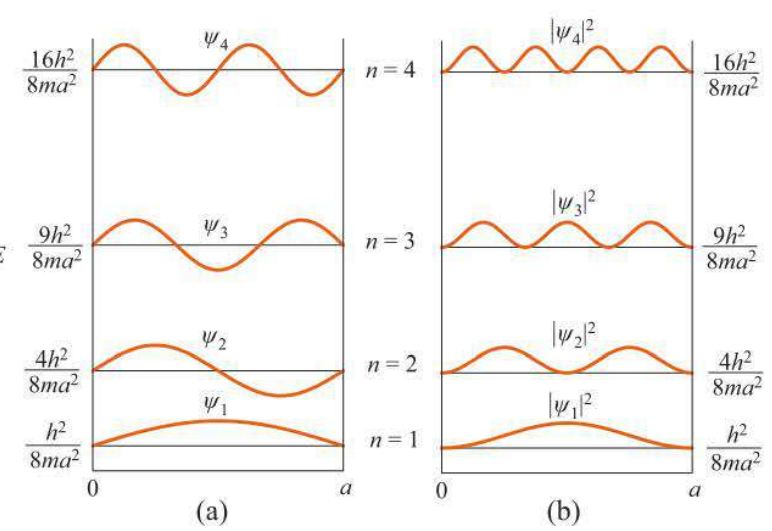 ψ₄ |ψ₄|²
16h²/8ma² n = 4 16h²/8ma²
ψ₃ |ψ₃|²
E 9h²/8ma² n = 3 9h²/8ma²
ψ₂ |ψ₂|²
4h²/8ma² n = 2 4h²/8ma²
ψ₁ |ψ₁|²
h²/8ma² n = 1 h²/8ma²
0 a 0 a
(a) (b)